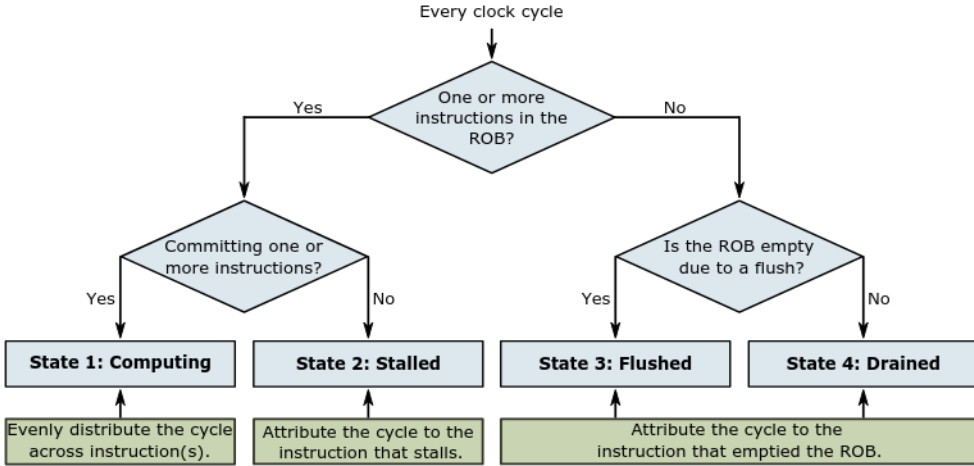 Every clock cycle
One or more
instructions in the
ROB?
Yes
No
Committing one or
more instructions?
Is the ROB empty
due to a flush?
Yes
No
Yes
No
State 1: Computing
State 2: Stalled
State 3: Flushed
State 4: Drained
Evenly distribute the cycle
across instruction(s).
Attribute the cycle to the
instruction that stalls.
Attribute the cycle to the
instruction that emptied the ROB.